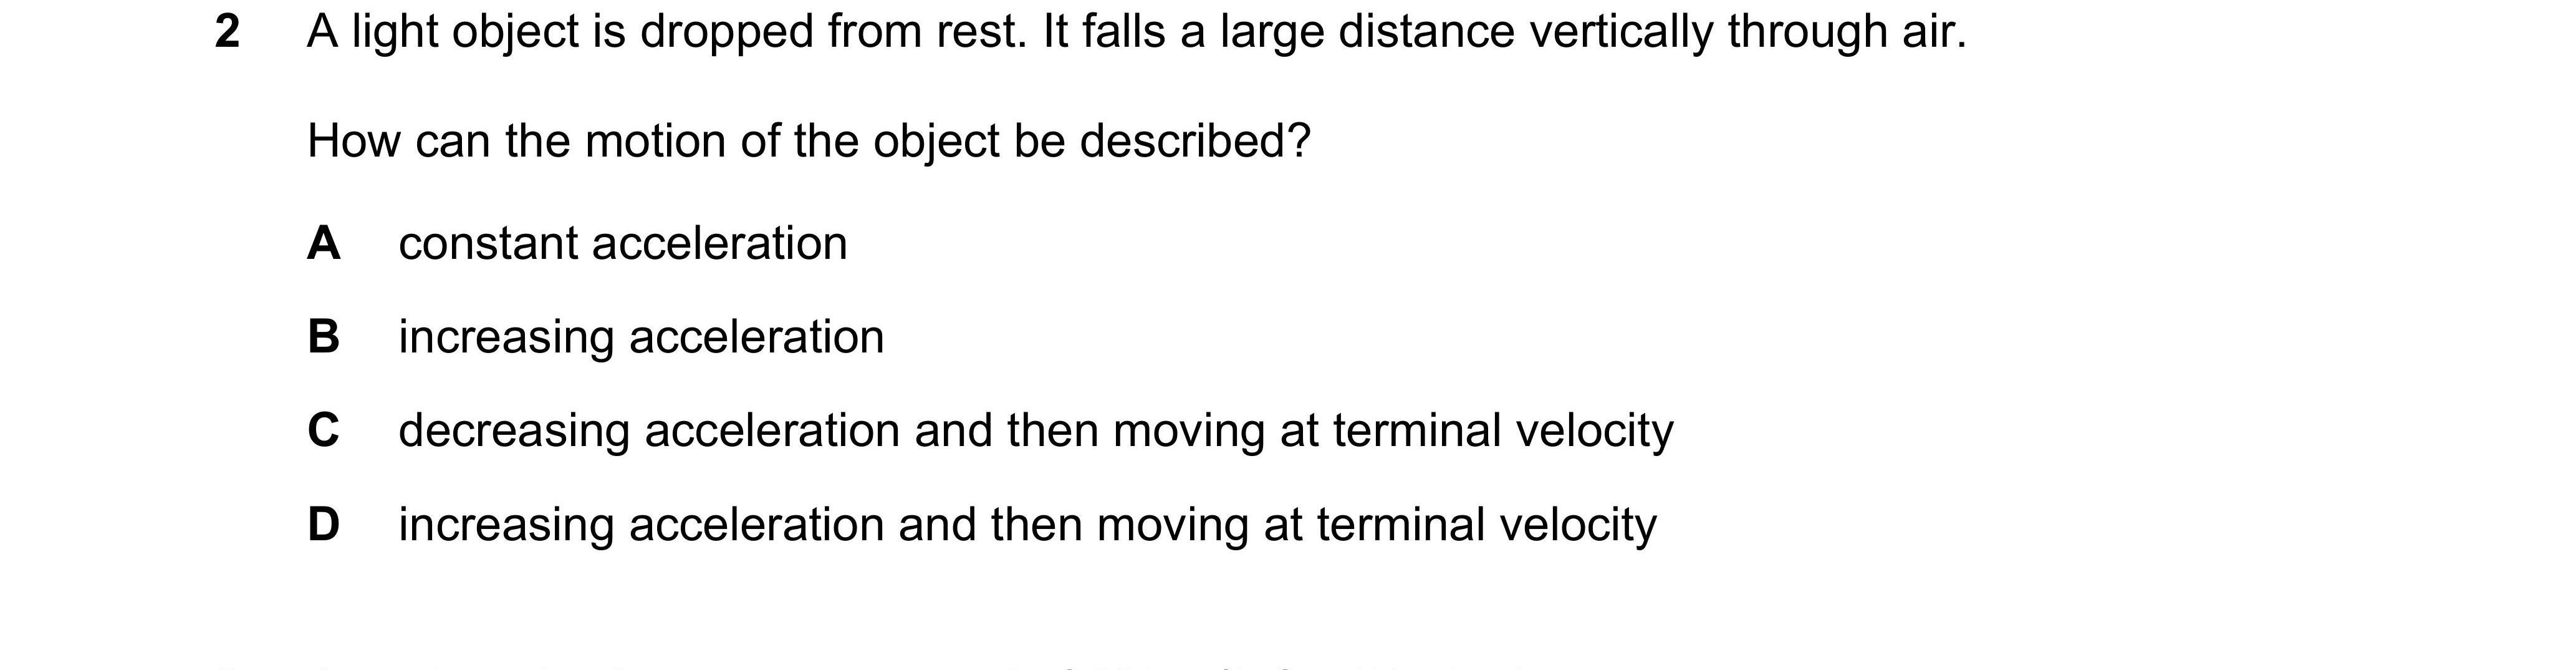 2 A light object is dropped from rest. It falls a large distance vertically through air.
How can the motion of the object be described?
A constant acceleration
B increasing acceleration
C decreasing acceleration and then moving at terminal velocity
D increasing acceleration and then moving at terminal velocity